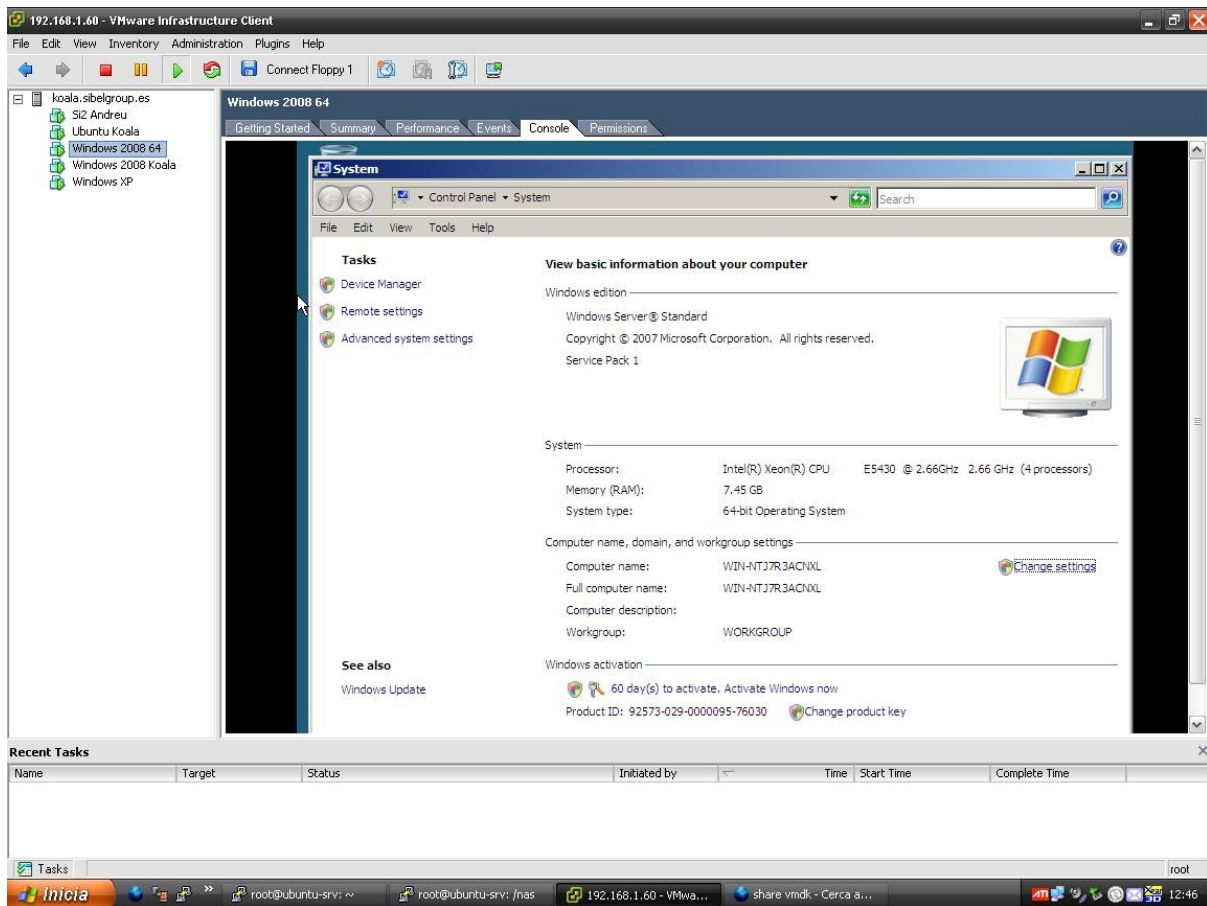 192.168.1.60 - VMware Infrastructure Client
File Edit View Inventory Administration Plugins Help
Connect Floppy 1
koala.sibelgroup.es
Si2 Andreu
Ubuntu Koala
Windows 2008 64
Windows 2008 Koala
Windows XP
Windows 2008 64
Getting Started Summary Performance Events Console Permissions
System
Control Panel System
Search
File Edit View Tools Help
Tasks
Device Manager
Remote settings
Advanced system settings
See also
Windows Update
View basic information about your computer
Windows edition
Windows Server® Standard
Copyright © 2007 Microsoft Corporation. All rights reserved.
Service Pack 1
System
Processor: Intel(R) Xeon(R) CPU E5430 @ 2.66GHz 2.66 GHz (4 processors)
Memory (RAM): 7.45 GB
System type: 64-bit Operating System
Computer name, domain, and workgroup settings
Computer name: WIN-NTJ7R3ACNXL Change settings
Full computer name: WIN-NTJ7R3ACNXL
Computer description:
Workgroup: WORKGROUP
Windows activation
60 day(s) to activate. Activate Windows now
Product ID: 92573-029-0000095-76030 Change product key
Recent Tasks
Name Target Status Initiated by Time Start Time Complete Time
Tasks root
Inicia » root@ubuntu-srv: ~ root@ubuntu-srv: /nas 192.168.1.60 - VMwa... share vmdk - Cerca a... ATI 12:46